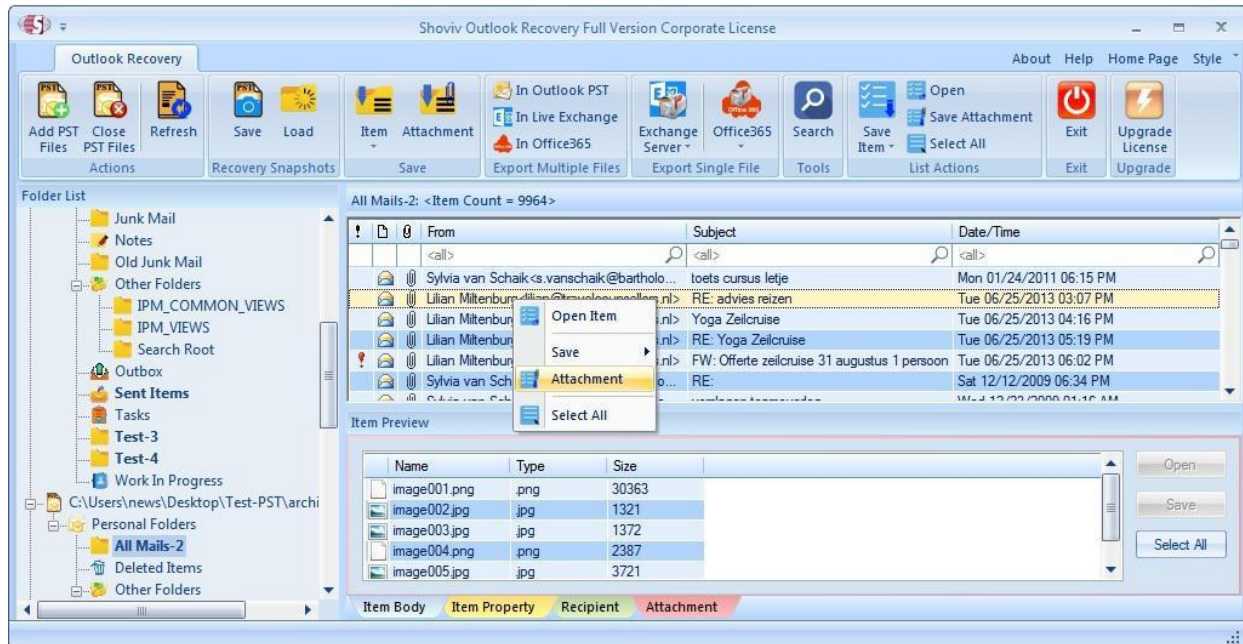 Shoviv Outlook Recovery Full Version Corporate License
Outlook Recovery
About Help Home Page Style
Add PST Files
Close PST Files
Refresh
Actions
Save
Load
Recovery Snapshots
Item
Attachment
Save
In Outlook PST
In Live Exchange
In Office365
Export Multiple Files
Exchange Server
Office365
Export Single File
Search
Tools
Save Item
Open
Save Attachment
Select All
List Actions
Exit
Exit
Upgrade License
Upgrade
Folder List
Junk Mail
Notes
Old Junk Mail
Other Folders
IPM_COMMON_VIEWS
IPM_VIEWS
Search Root
Outbox
Sent Items
Tasks
Test-3
Test-4
Work In Progress
C:\Users\news\Desktop\Test-PST\archi
Personal Folders
All Mails-2
Deleted Items
Other Folders
All Mails-2: <Item Count = 9964>
From Subject Date/Time
<all> <all> <all>
Sylvia van Schaik<s.vanschaik@bartholo... toets cursus letje Mon 01/24/2011 06:15 PM
Lilian Miltenburg .nl> RE: advies reizen Tue 06/25/2013 03:07 PM
Lilian Miltenbur .nl> Yoga Zeilcruise Tue 06/25/2013 04:16 PM
Lilian Miltenbur .nl> RE: Yoga Zeilcruise Tue 06/25/2013 05:19 PM
Lilian Miltenbur .nl> FW: Offerte zeilcruise 31 augustus 1 persoon Tue 06/25/2013 06:02 PM
Sylvia van Sch o... RE: Sat 12/12/2009 06:34 PM
Open Item
Save
Attachment
Select All
Item Preview
Name Type Size
image001.png .png 30363
image002.jpg .jpg 1321
image003.jpg .jpg 1372
image004.png .png 2387
image005.jpg .jpg 3721
Open
Save
Select All
Item Body Item Property Recipient Attachment